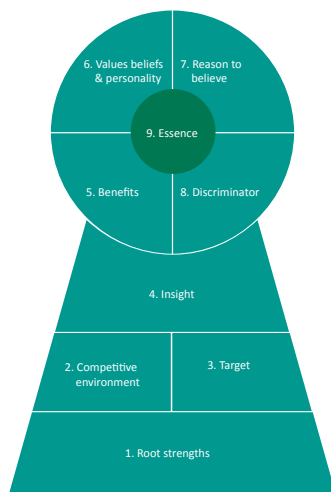 6. Values beliefs
& personality
7. Reason to
believe
9. Essence
5. Benefits
8. Discriminator
4. Insight
2. Competitive
environment
3. Target
1. Root strengths